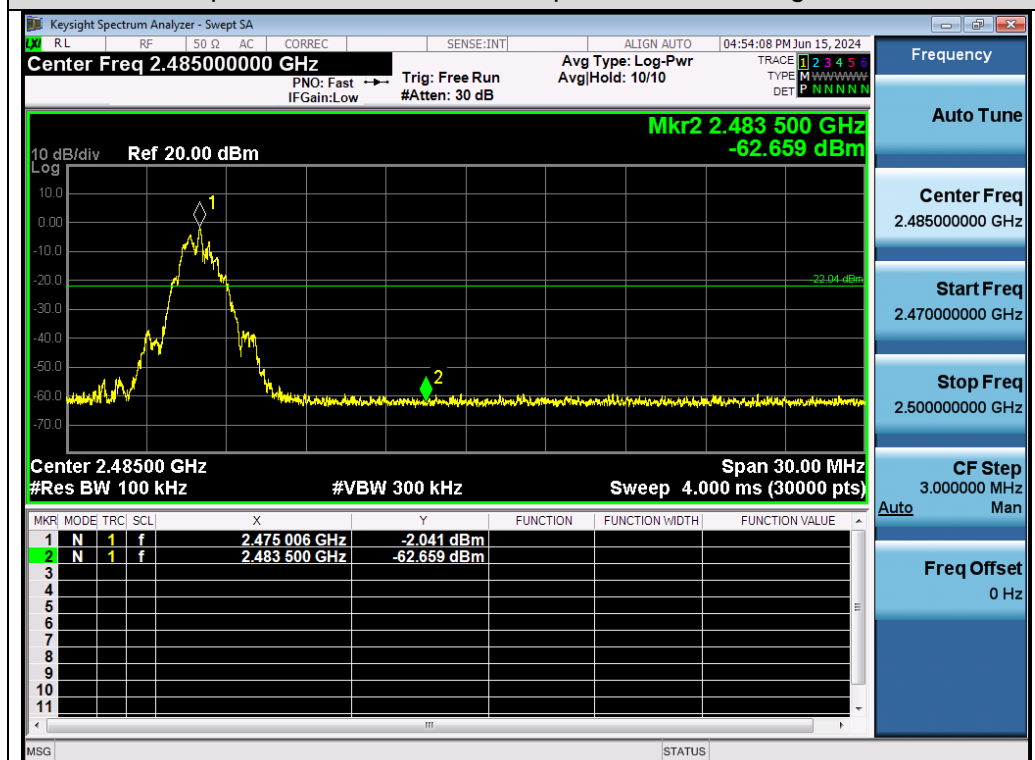 Keysight Spectrum Analyzer - Swept SA
LXI RL RF 50 Ω AC CORREC SENSE:INT ALIGN AUTO 04:54:08 PM Jun 15, 2024
Center Freq 2.485000000 GHz
PNO: Fast
IFGain:Low
Trig: Free Run
#Atten: 30 dB
Avg Type: Log-Pwr
Avg|Hold: 10/10
TRACE 1 2 3 4 5 6
TYPE M WWWWW
DET P N N N N N
Mkr2 2.483 500 GHz
-62.659 dBm
10 dB/div Ref 20.00 dBm
Log
10.0
0.00
-10.0
-20.0
-30.0
-40.0
-50.0
-60.0
-70.0
1
-22.04 dBm
2
Center 2.48500 GHz Span 30.00 MHz
#Res BW 100 kHz #VBW 300 kHz Sweep 4.000 ms (30000 pts)
MKR MODE TRC SCL X Y FUNCTION FUNCTION WIDTH FUNCTION VALUE
1 N 1 f 2.475 006 GHz -2.041 dBm
2 N 1 f 2.483 500 GHz -62.659 dBm
3
4
5
6
7
8
9
10
11
MSG STATUS
Frequency
Auto Tune
Center Freq
2.485000000 GHz
Start Freq
2.470000000 GHz
Stop Freq
2.500000000 GHz
CF Step
3.000000 MHz
Auto Man
Freq Offset
0 Hz